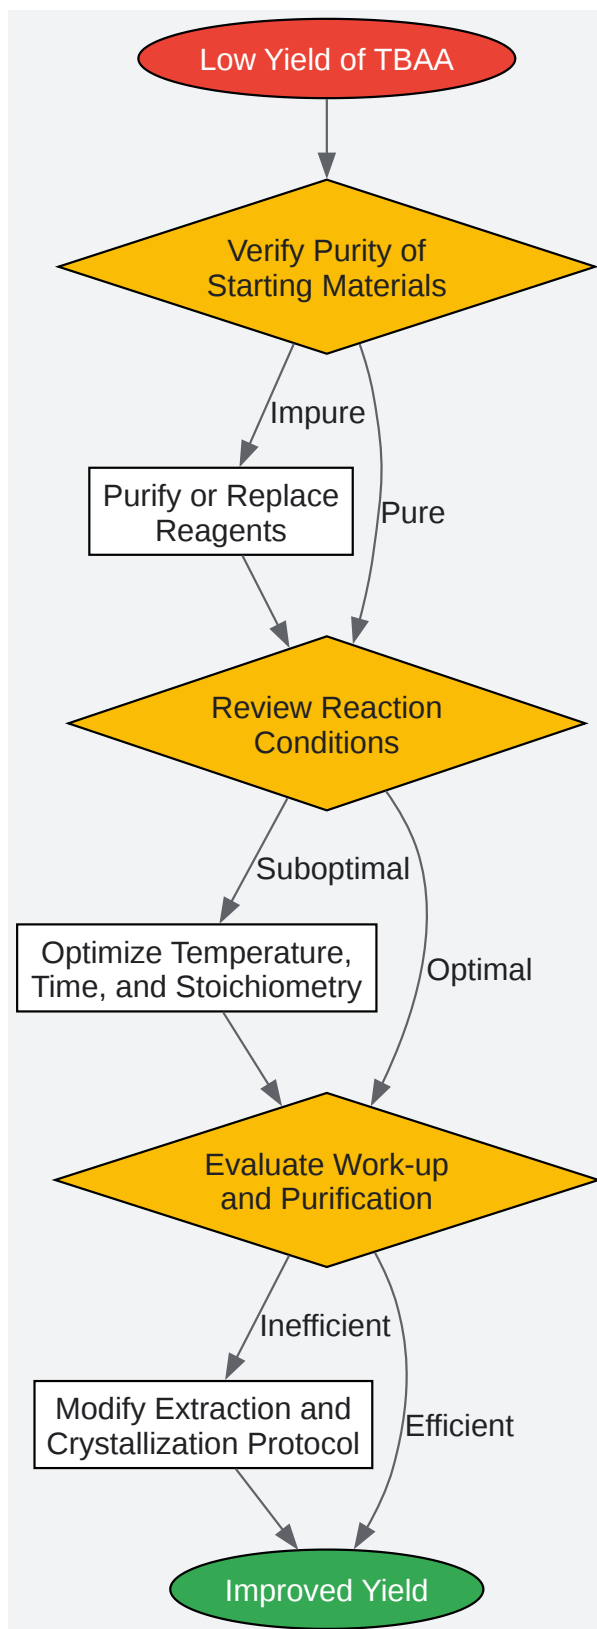 Low Yield of TBAA
Verify Purity of
Starting Materials
Impure
Purify or Replace
Reagents
Pure
Review Reaction
Conditions
Suboptimal
Optimize Temperature,
Time, and Stoichiometry
Optimal
Evaluate Work-up
and Purification
Inefficient
Modify Extraction and
Crystallization Protocol
Efficient
Improved Yield